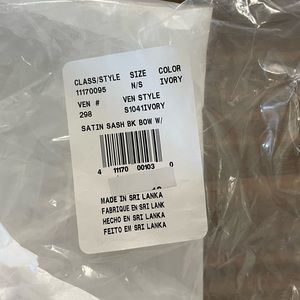 CLASS/STYLE SIZE COLOR
11170095 N/S IVORY
VEN # VEN STYLE
298 S1041IVORY
SATIN SASH BK BOW W/
4 11170 00103 0
MADE IN SRI LANKA
FABRIQUE EN SRI LANK
HECHO EN SRI LANKA
FEITO EM SRI LANKA